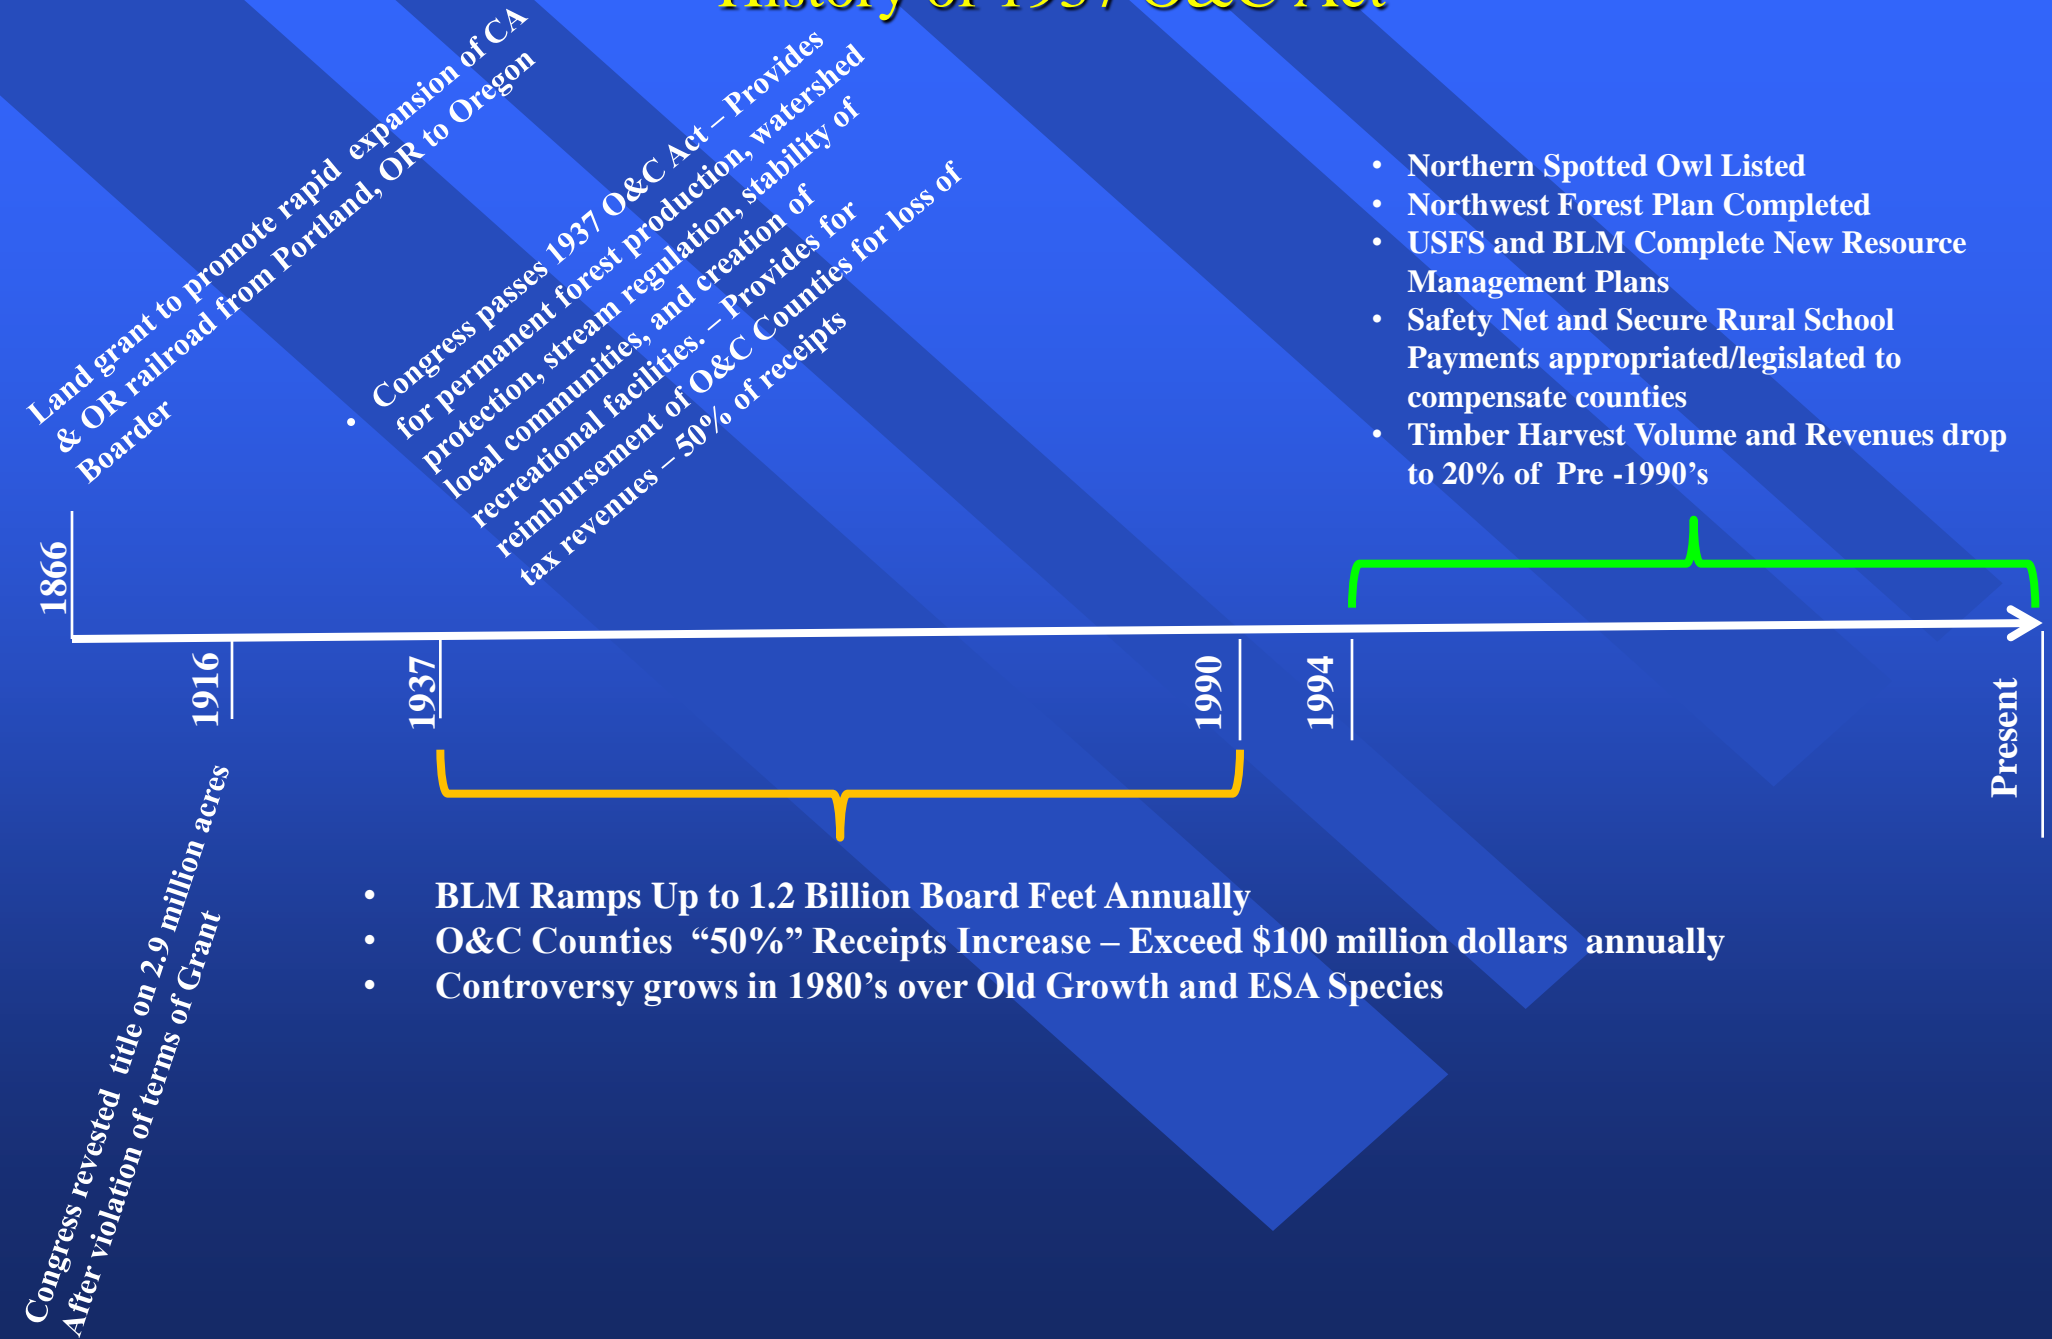 History of 1937 O&C Act
Land grant to promote rapid expansion of CA
& OR railroad from Portland, OR to Oregon
Boarder
• Congress passes 1937 O&C Act – Provides
for permanent forest production, watershed
protection, stream regulation, stability of
local communities, and creation of
recreational facilities. – Provides for
reimbursement of O&C Counties for loss of
tax revenues – 50% of receipts
• Northern Spotted Owl Listed
• Northwest Forest Plan Completed
• USFS and BLM Complete New Resource
Management Plans
• Safety Net and Secure Rural School
Payments appropriated/legislated to
compensate counties
• Timber Harvest Volume and Revenues drop
to 20% of Pre -1990’s
1866
1916
1937
1990
1994
Present
Congress revested title on 2.9 million acres
After violation of terms of Grant
• BLM Ramps Up to 1.2 Billion Board Feet Annually
• O&C Counties “50%” Receipts Increase – Exceed $100 million dollars annually
• Controversy grows in 1980’s over Old Growth and ESA Species